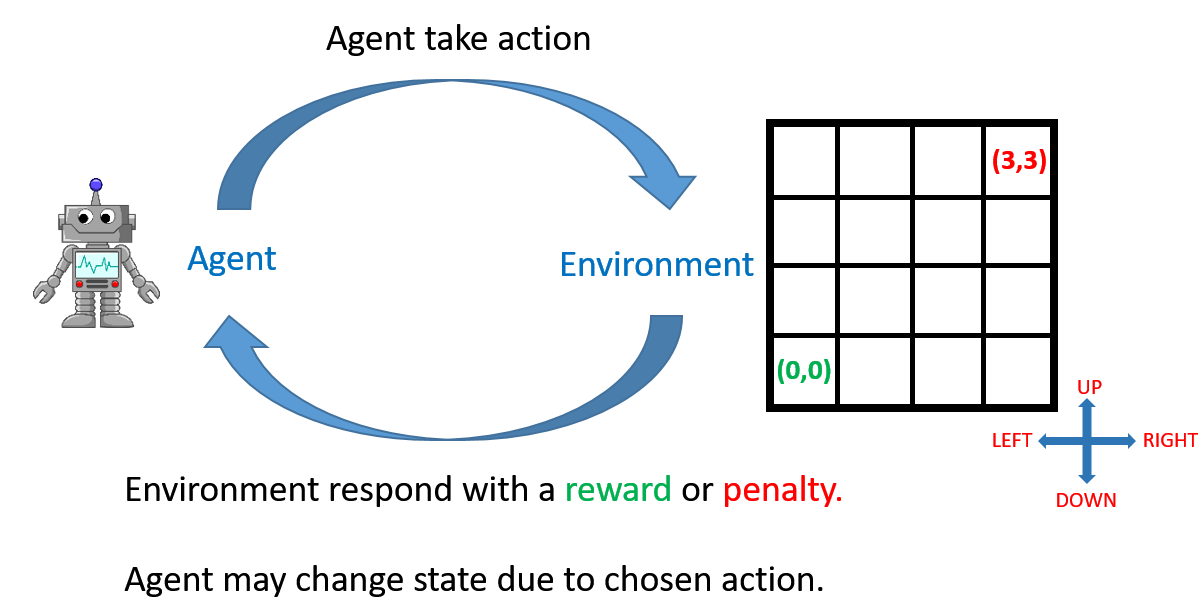 Agent take action
(3,3)
Agent
Environment
(0,0)
UP
LEFT
RIGHT
DOWN
Environment respond with a reward or penalty.
Agent may change state due to chosen action.